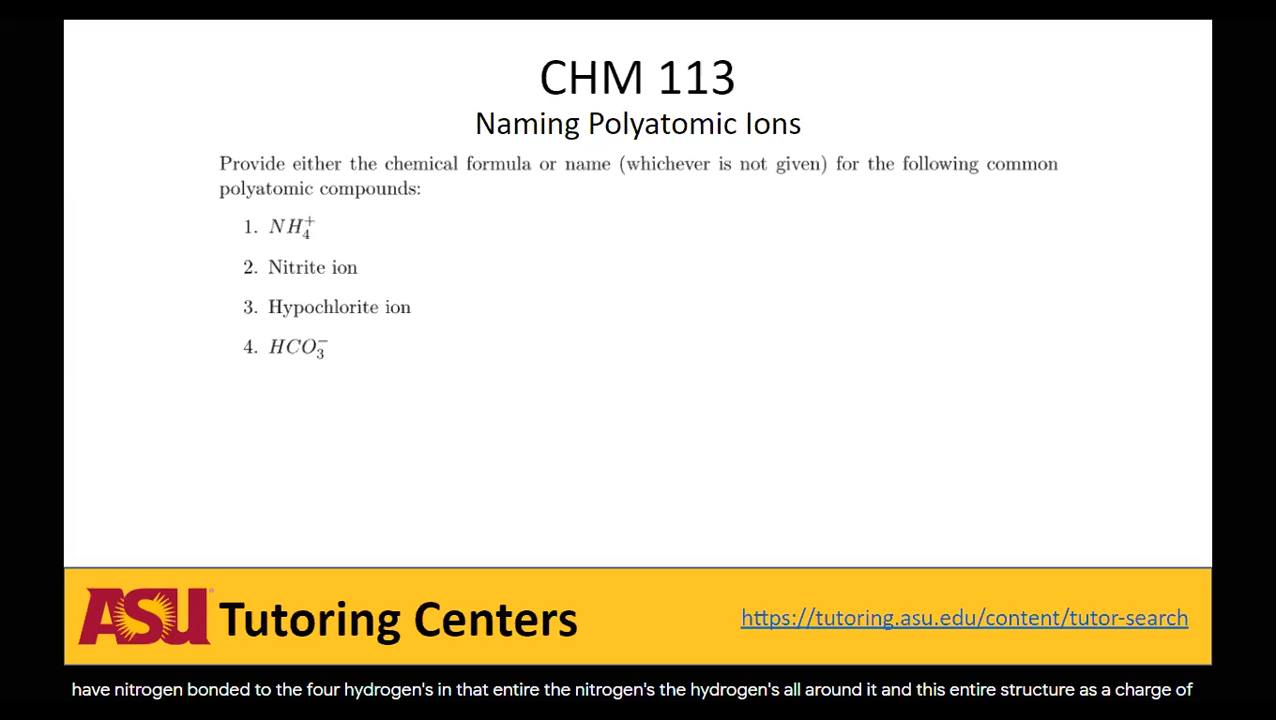 CHM 113
Naming Polyatomic Ions
Provide either the chemical formula or name (whichever is not given) for the following common
polyatomic compounds:
1. NH₄⁺
2. Nitrite ion
3. Hypochlorite ion
4. HCO₃⁻
ASU Tutoring Centers
https://tutoring.asu.edu/content/tutor-search
have nitrogen bonded to the four hydrogen's in that entire the nitrogen's the hydrogen's all around it and this entire structure as a charge of